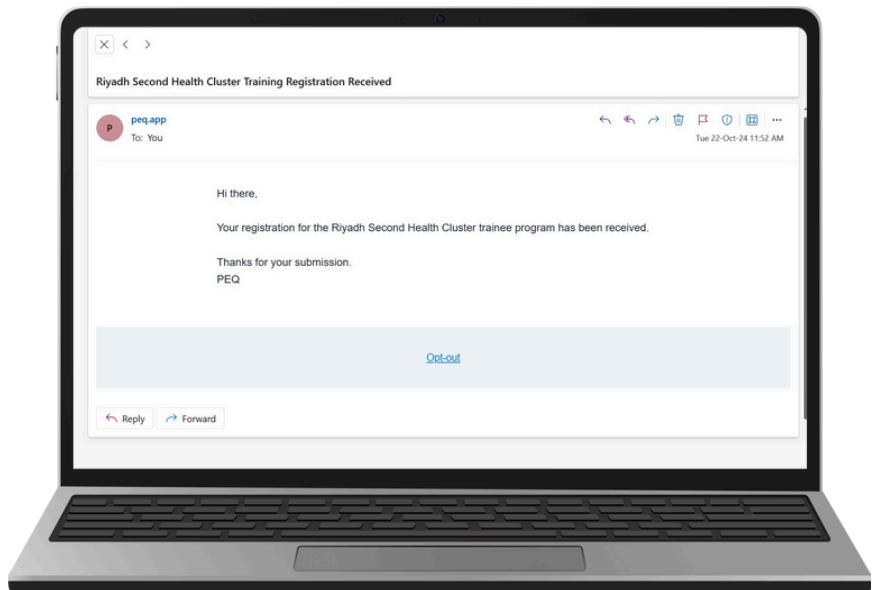 Riyadh Second Health Cluster Training Registration Received
P
peq.app
To: You
Tue 22-Oct-24 11:52 AM
Hi there,
Your registration for the Riyadh Second Health Cluster trainee program has been received.
Thanks for your submission.
PEQ
Opt-out
Reply
Forward